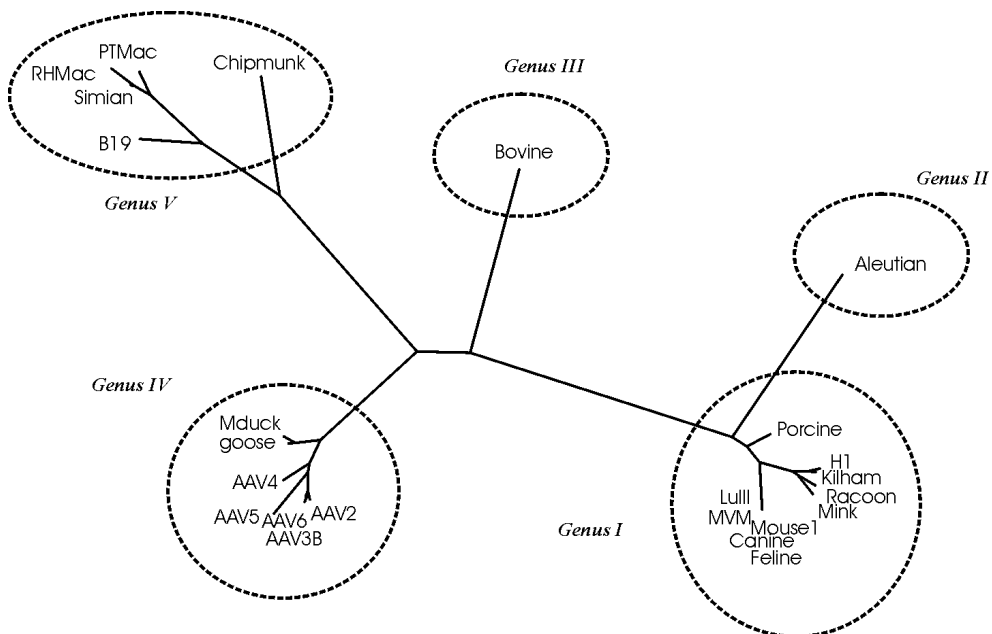 Genus III
PTMac
Chipmunk
RHMac
Simian
B19
Bovine
Genus II
Genus V
Aleutian
Genus IV
Mduck
goose
AAV4
AAV5
AAV6
AAV2
AAV3B
Porcine
H1
Kilham
Racoon
Mink
LuIII
MVM
Mouse1
Canine
Feline
Genus I